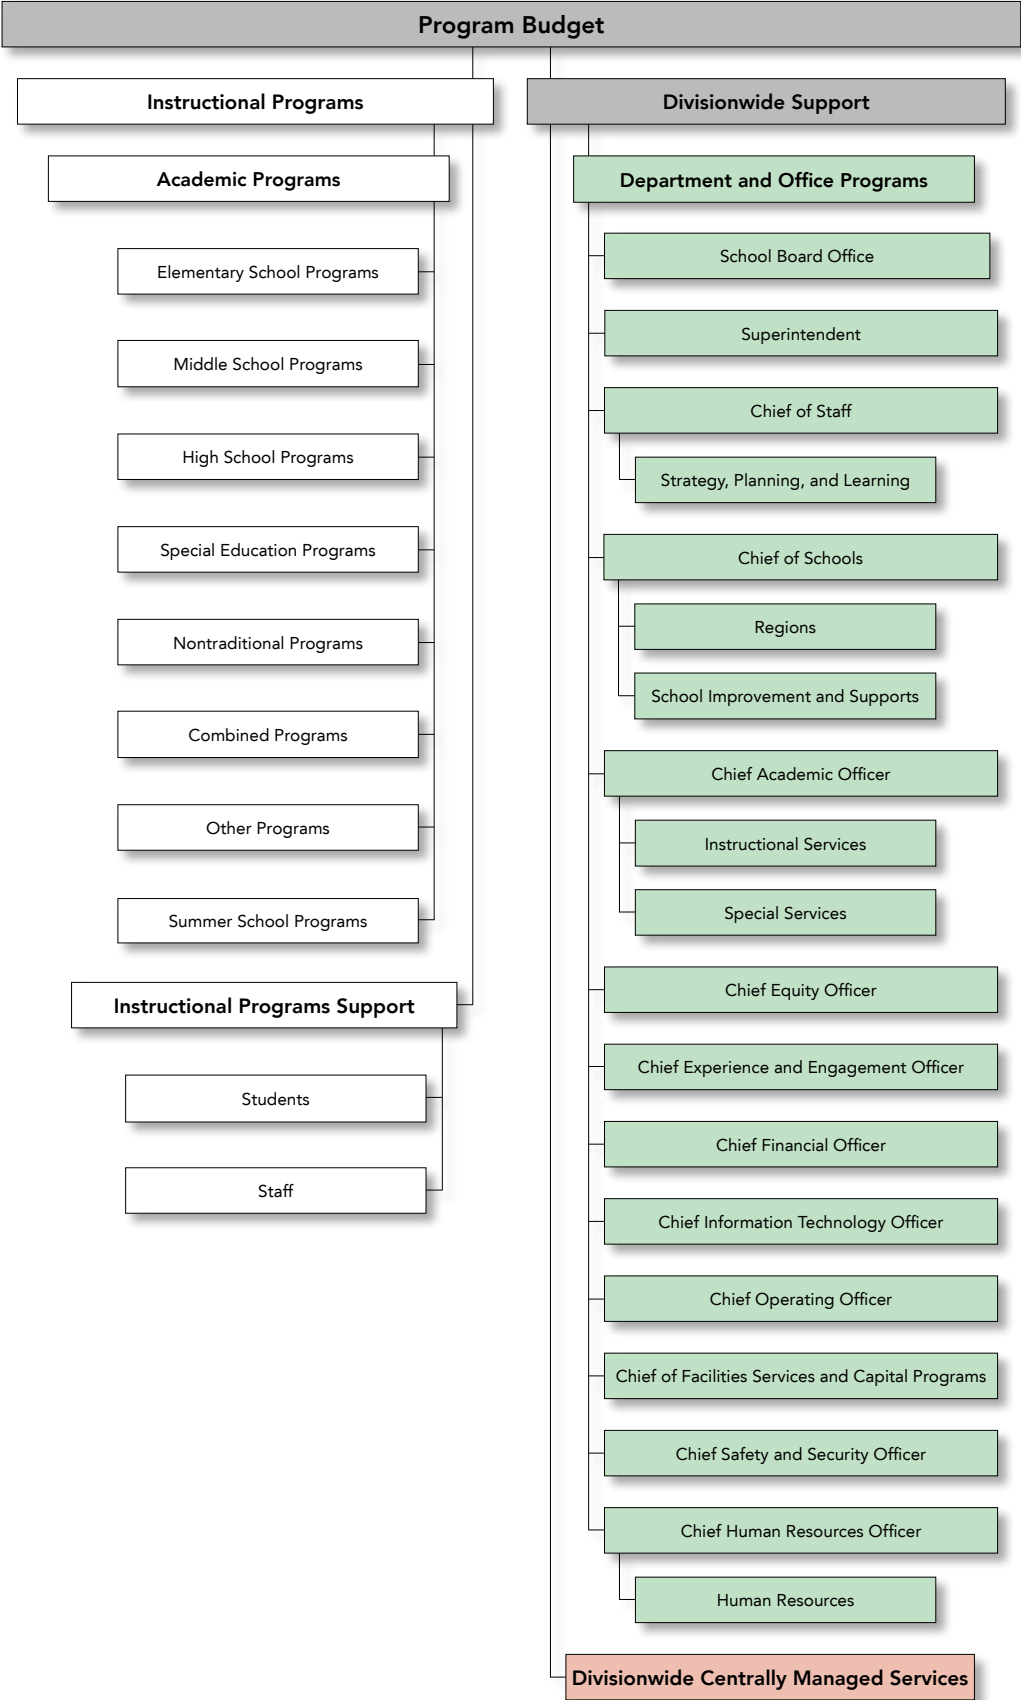 Program Budget
Instructional Programs
Academic Programs
Elementary School Programs
Middle School Programs
High School Programs
Special Education Programs
Nontraditional Programs
Combined Programs
Other Programs
Summer School Programs
Instructional Programs Support
Students
Staff
Divisionwide Support
Department and Office Programs
School Board Office
Superintendent
Chief of Staff
Strategy, Planning, and Learning
Chief of Schools
Regions
School Improvement and Supports
Chief Academic Officer
Instructional Services
Special Services
Chief Equity Officer
Chief Experience and Engagement Officer
Chief Financial Officer
Chief Information Technology Officer
Chief Operating Officer
Chief of Facilities Services and Capital Programs
Chief Safety and Security Officer
Chief Human Resources Officer
Human Resources
Divisionwide Centrally Managed Services